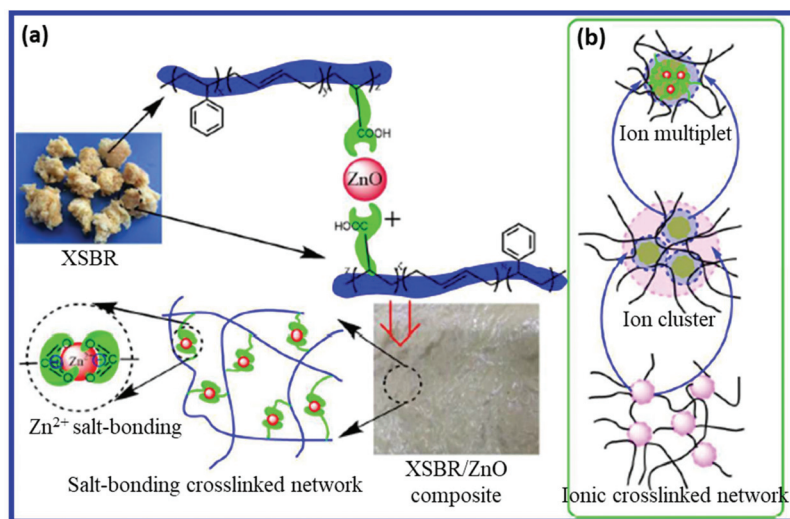 (a)
(b)
x
y
z
COOH
ZnO
Ion multiplet
HOOC
+
XSBR
z
y
x
Ion cluster
Zn²⁺
Zn²⁺ salt-bonding
Salt-bonding crosslinked network
XSBR/ZnO
composite
Ionic crosslinked network